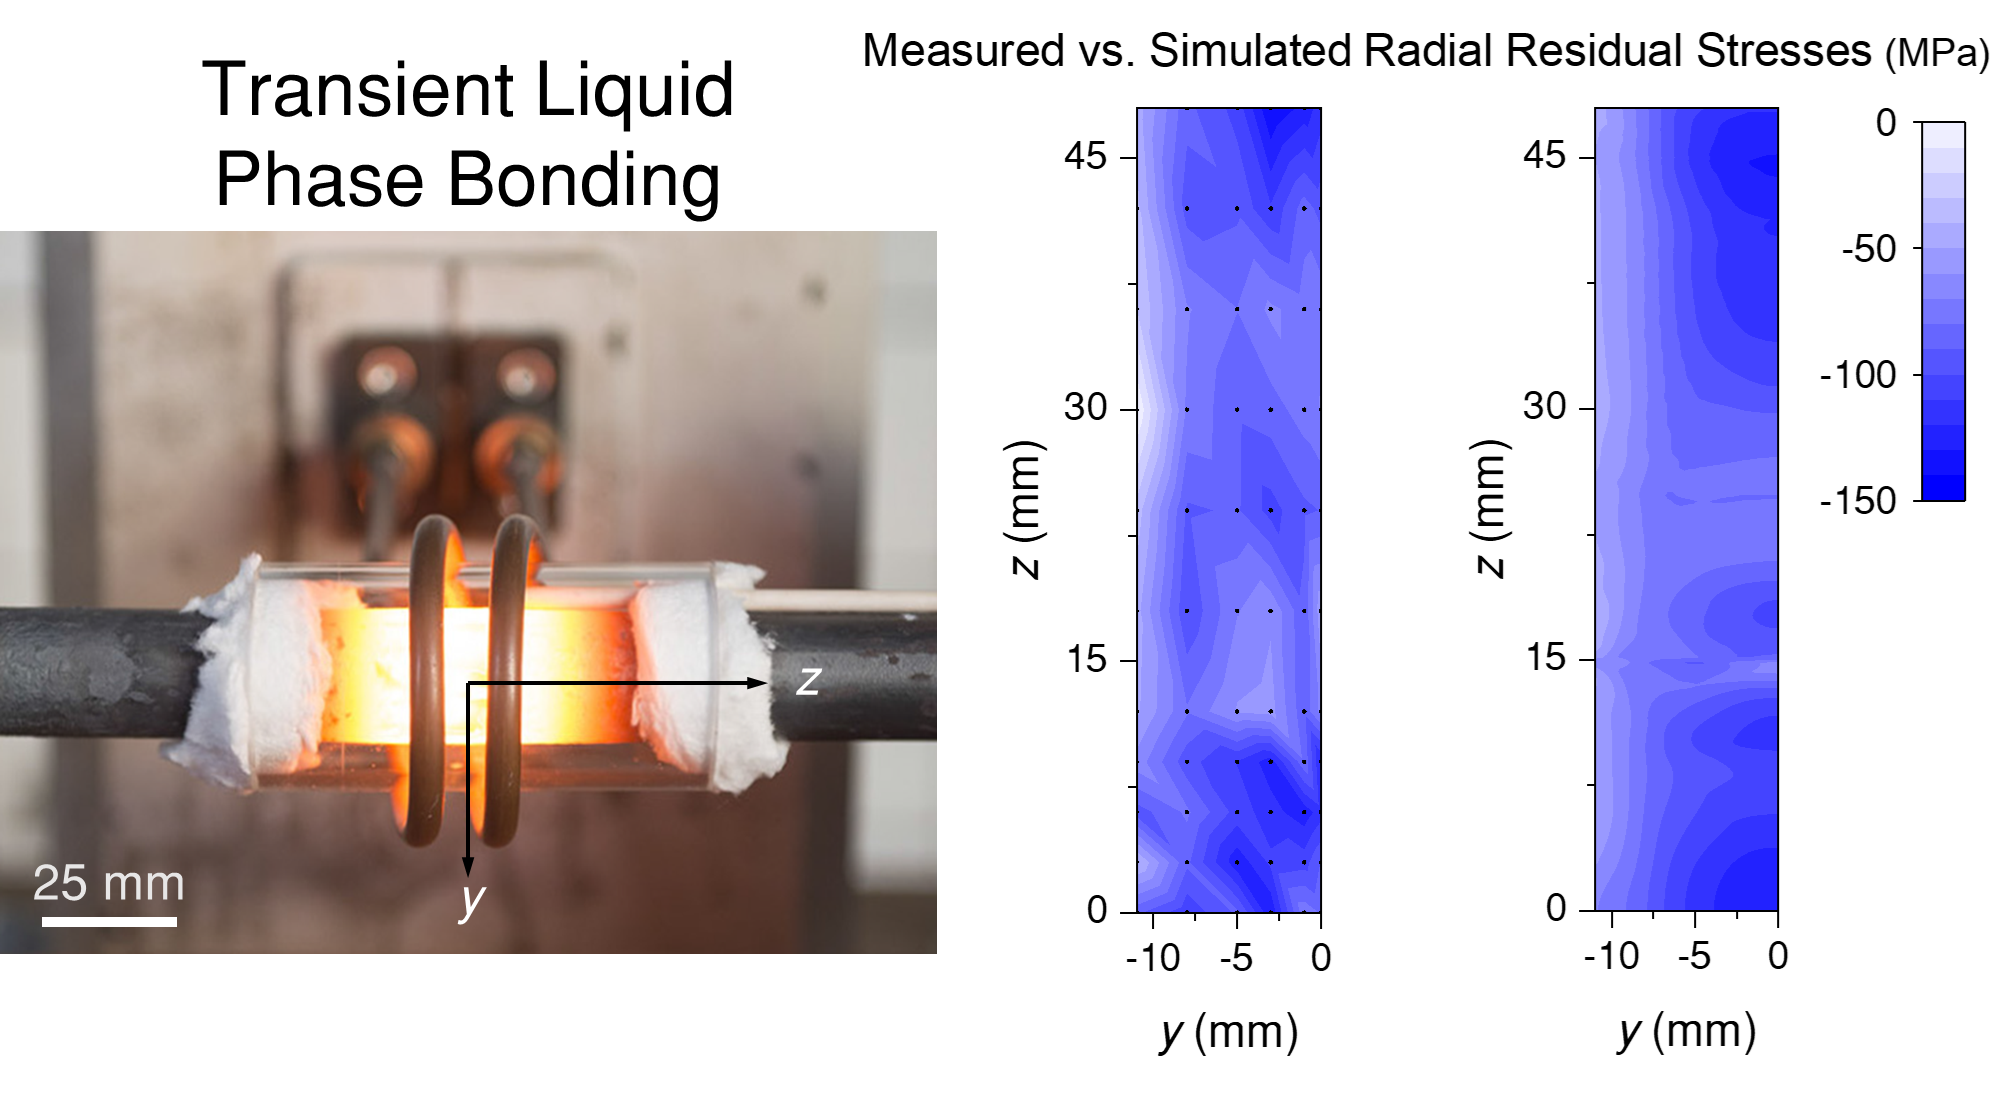 Transient Liquid
Phase Bonding
z
y
25 mm
Measured vs. Simulated Radial Residual Stresses (MPa)
45
30
15
0
z (mm)
-10 -5 0
y (mm)
45
30
15
0
z (mm)
-10 -5 0
y (mm)
0
-50
-100
-150